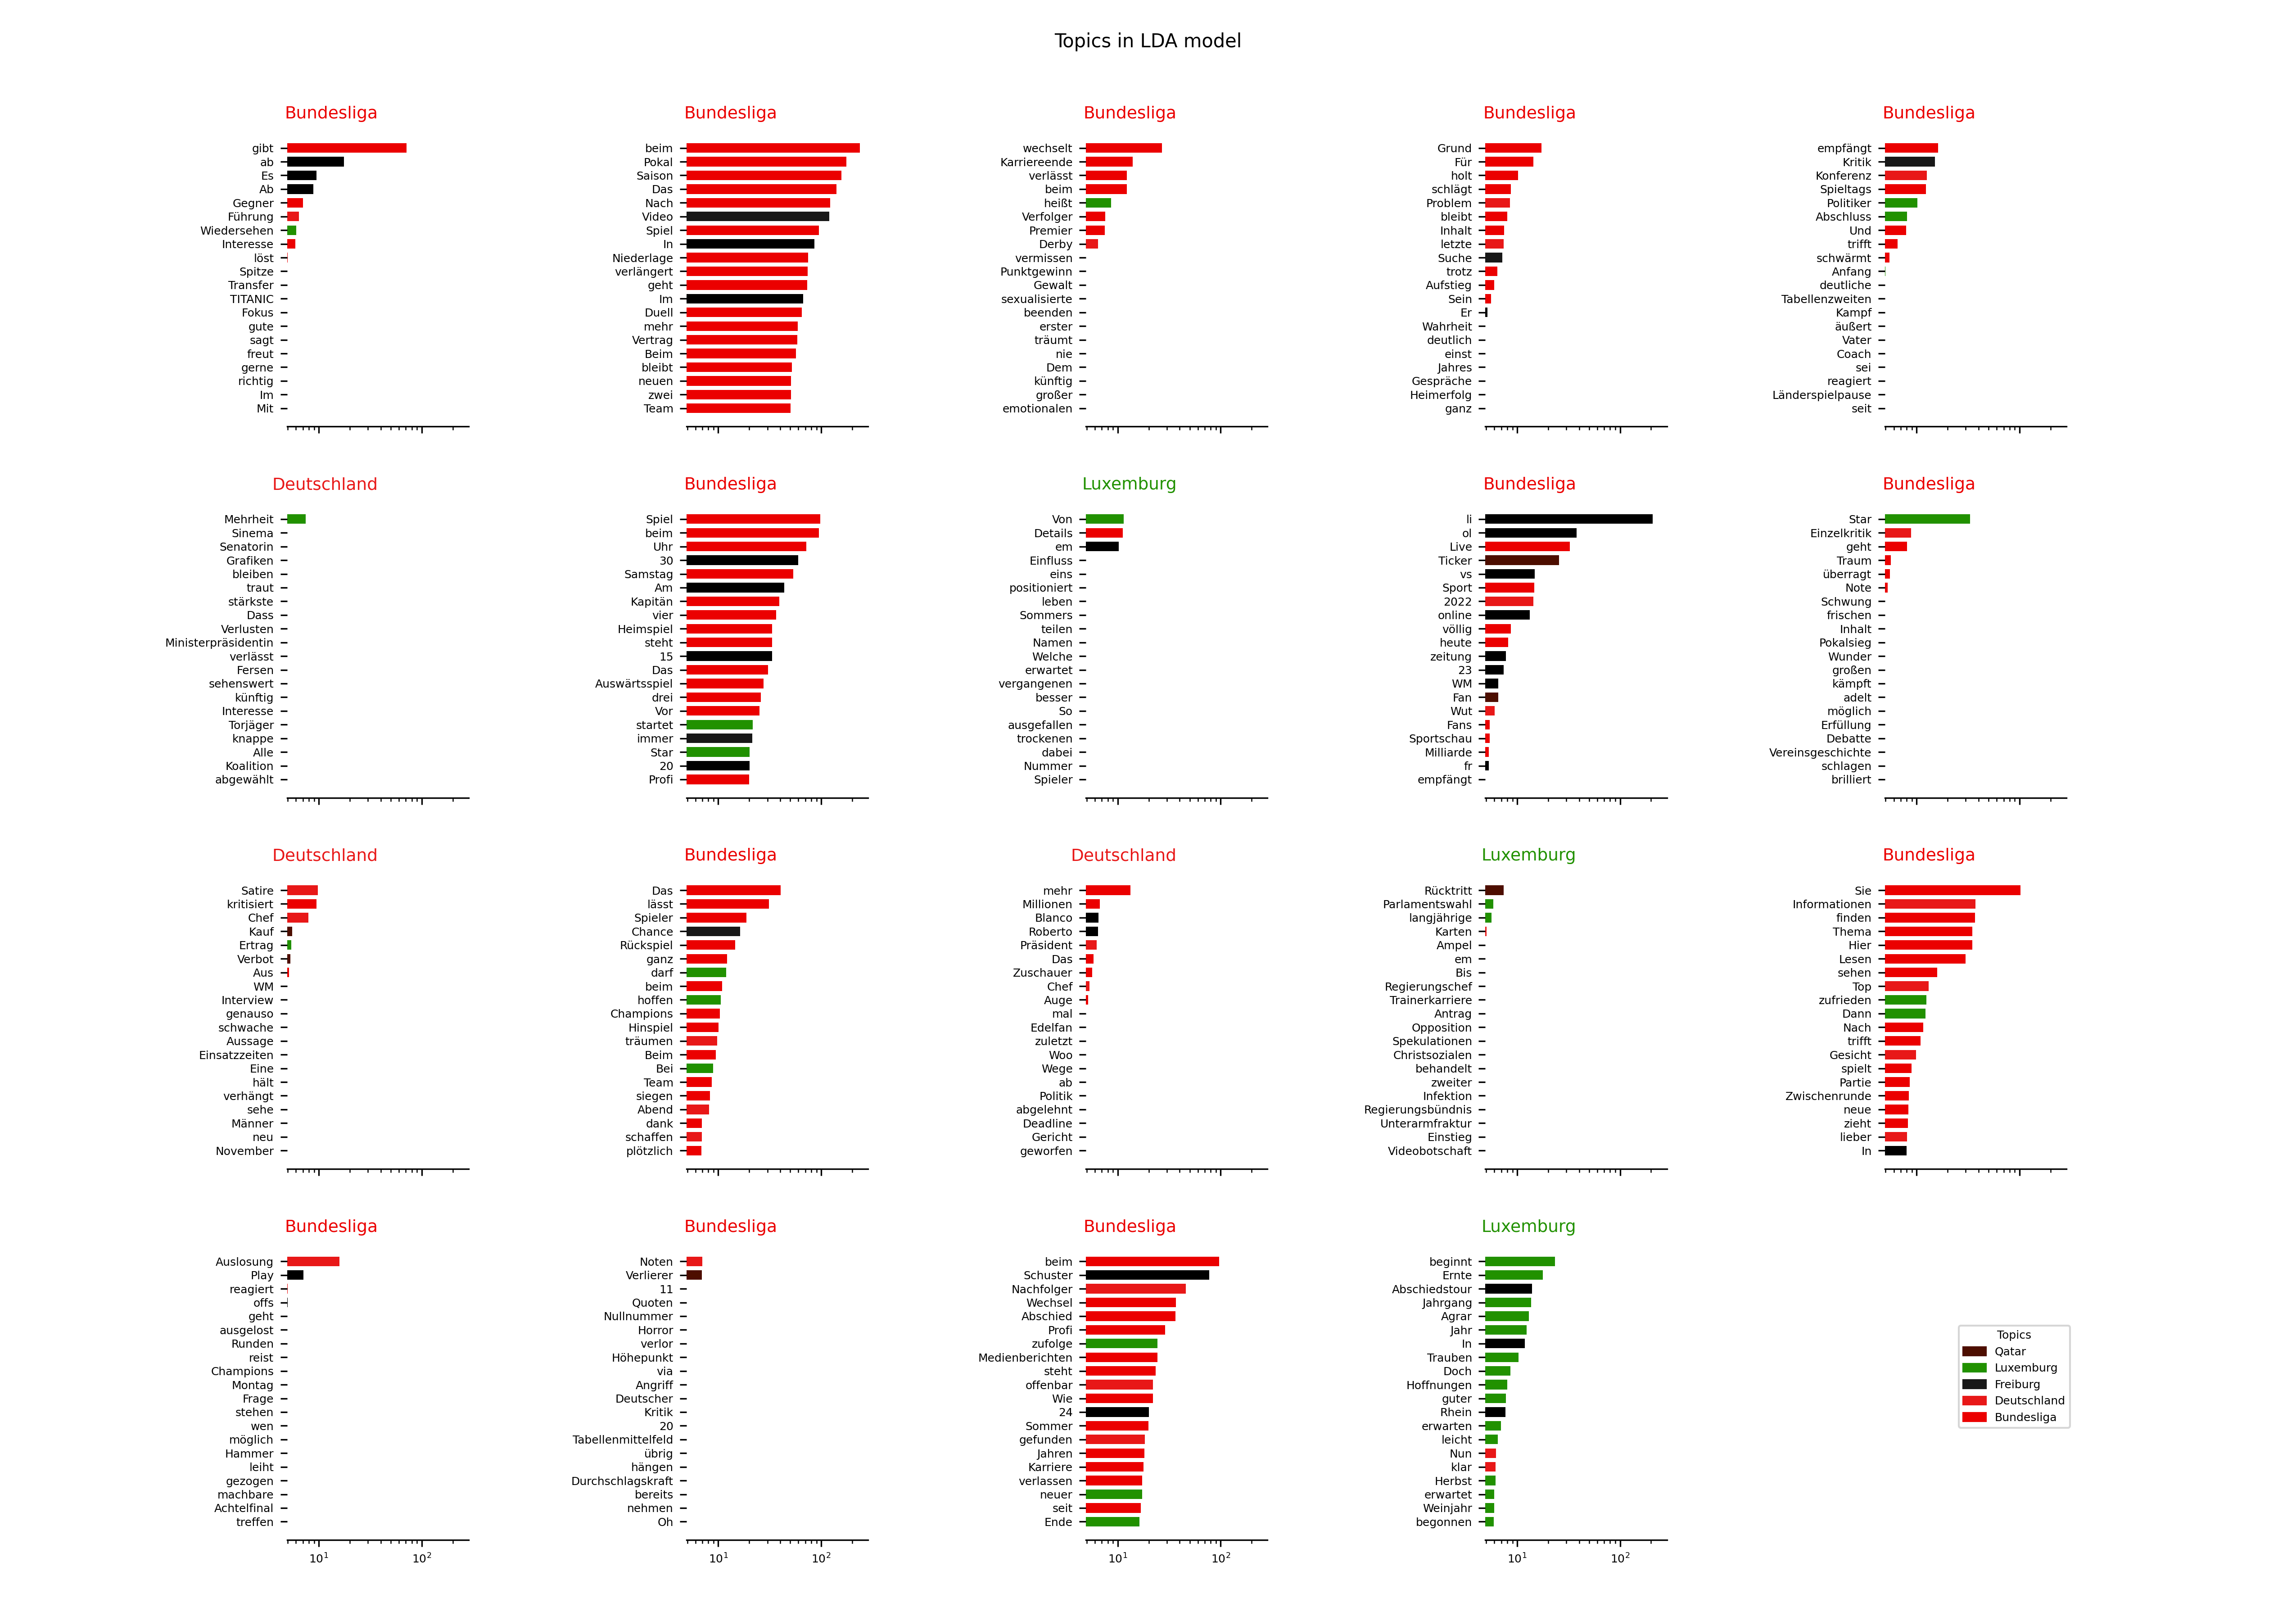 Topics in LDA model
Bundesliga
gibt
ab
Es
Ab
Gegner
Führung
Wiedersehen
Interesse
löst
Spitze
Transfer
TITANIC
Fokus
gute
sagt
freut
gerne
richtig
Im
Mit
Bundesliga
beim
Pokal
Saison
Das
Nach
Video
Spiel
In
Niederlage
verlängert
geht
Im
Duell
mehr
Vertrag
Beim
bleibt
neuen
zwei
Team
Bundesliga
wechselt
Karriereende
verlässt
beim
heißt
Verfolger
Premier
Derby
vermissen
Punktgewinn
Gewalt
sexualisierte
beenden
erster
träumt
nie
Dem
künftig
großer
emotionalen
Bundesliga
Grund
Für
holt
schlägt
Problem
bleibt
Inhalt
letzte
Suche
trotz
Aufstieg
Sein
Er
Wahrheit
deutlich
einst
Jahres
Gespräche
Heimerfolg
ganz
Bundesliga
empfängt
Kritik
Konferenz
Spieltags
Politiker
Abschluss
Und
trifft
schwärmt
Anfang
deutliche
Tabellenzweiten
Kampf
äußert
Vater
Coach
sei
reagiert
Länderspielpause
seit
Deutschland
Mehrheit
Sinema
Senatorin
Grafiken
bleiben
traut
stärkste
Dass
Verlusten
Ministerpräsidentin
verlässt
Fersen
sehenswert
künftig
Interesse
Torjäger
knappe
Alle
Koalition
abgewählt
Bundesliga
Spiel
beim
Uhr
30
Samstag
Am
Kapitän
vier
Heimspiel
steht
15
Das
Auswärtsspiel
drei
Vor
startet
immer
Star
20
Profi
Luxemburg
Von
Details
em
Einfluss
eins
positioniert
leben
Sommers
teilen
Namen
Welche
erwartet
vergangenen
besser
So
ausgefallen
trockenen
dabei
Nummer
Spieler
Bundesliga
li
ol
Live
Ticker
vs
Sport
2022
online
völlig
heute
zeitung
23
WM
Fan
Wut
Fans
Sportschau
Milliarde
fr
empfängt
Bundesliga
Star
Einzelkritik
geht
Traum
überragt
Note
Schwung
frischen
Inhalt
Pokalsieg
Wunder
großen
kämpft
adelt
möglich
Erfüllung
Debatte
Vereinsgeschichte
schlagen
brilliert
Deutschland
Satire
kritisiert
Chef
Kauf
Ertrag
Verbot
Aus
WM
Interview
genauso
schwache
Aussage
Einsatzzeiten
Eine
hält
verhängt
sehe
Männer
neu
November
Bundesliga
Das
lässt
Spieler
Chance
Rückspiel
ganz
darf
beim
hoffen
Champions
Hinspiel
träumen
Beim
Bei
Team
siegen
Abend
dank
schaffen
plötzlich
Deutschland
mehr
Millionen
Blanco
Roberto
Präsident
Das
Zuschauer
Chef
Auge
mal
Edelfan
zuletzt
Woo
Wege
ab
Politik
abgelehnt
Deadline
Gericht
geworfen
Luxemburg
Rücktritt
Parlamentswahl
langjährige
Karten
Ampel
em
Bis
Regierungschef
Trainerkarriere
Antrag
Opposition
Spekulationen
Christsozialen
behandelt
zweiter
Infektion
Regierungsbündnis
Unterarmfraktur
Einstieg
Videobotschaft
Bundesliga
Sie
Informationen
finden
Thema
Hier
Lesen
sehen
Top
zufrieden
Dann
Nach
trifft
Gesicht
spielt
Partie
Zwischenrunde
neue
zieht
lieber
In
Bundesliga
Auslosung
Play
reagiert
offs
geht
ausgelost
Runden
reist
Champions
Montag
Frage
stehen
wen
möglich
Hammer
leiht
gezogen
machbare
Achtelfinal
treffen
10¹ 10²
Bundesliga
Noten
Verlierer
11
Quoten
Nullnummer
Horror
verlor
Höhepunkt
via
Angriff
Deutscher
Kritik
20
Tabellenmittelfeld
übrig
hängen
Durchschlagskraft
bereits
nehmen
Oh
10¹ 10²
Bundesliga
beim
Schuster
Nachfolger
Wechsel
Abschied
Profi
zufolge
Medienberichten
steht
offenbar
Wie
24
Sommer
gefunden
Jahren
Karriere
verlassen
neuer
seit
Ende
10¹ 10²
Luxemburg
beginnt
Ernte
Abschiedstour
Jahrgang
Agrar
Jahr
In
Trauben
Doch
Hoffnungen
guter
Rhein
erwarten
leicht
Nun
klar
Herbst
erwartet
Weinjahr
begonnen
10¹ 10²
Topics
Qatar
Luxemburg
Freiburg
Deutschland
Bundesliga